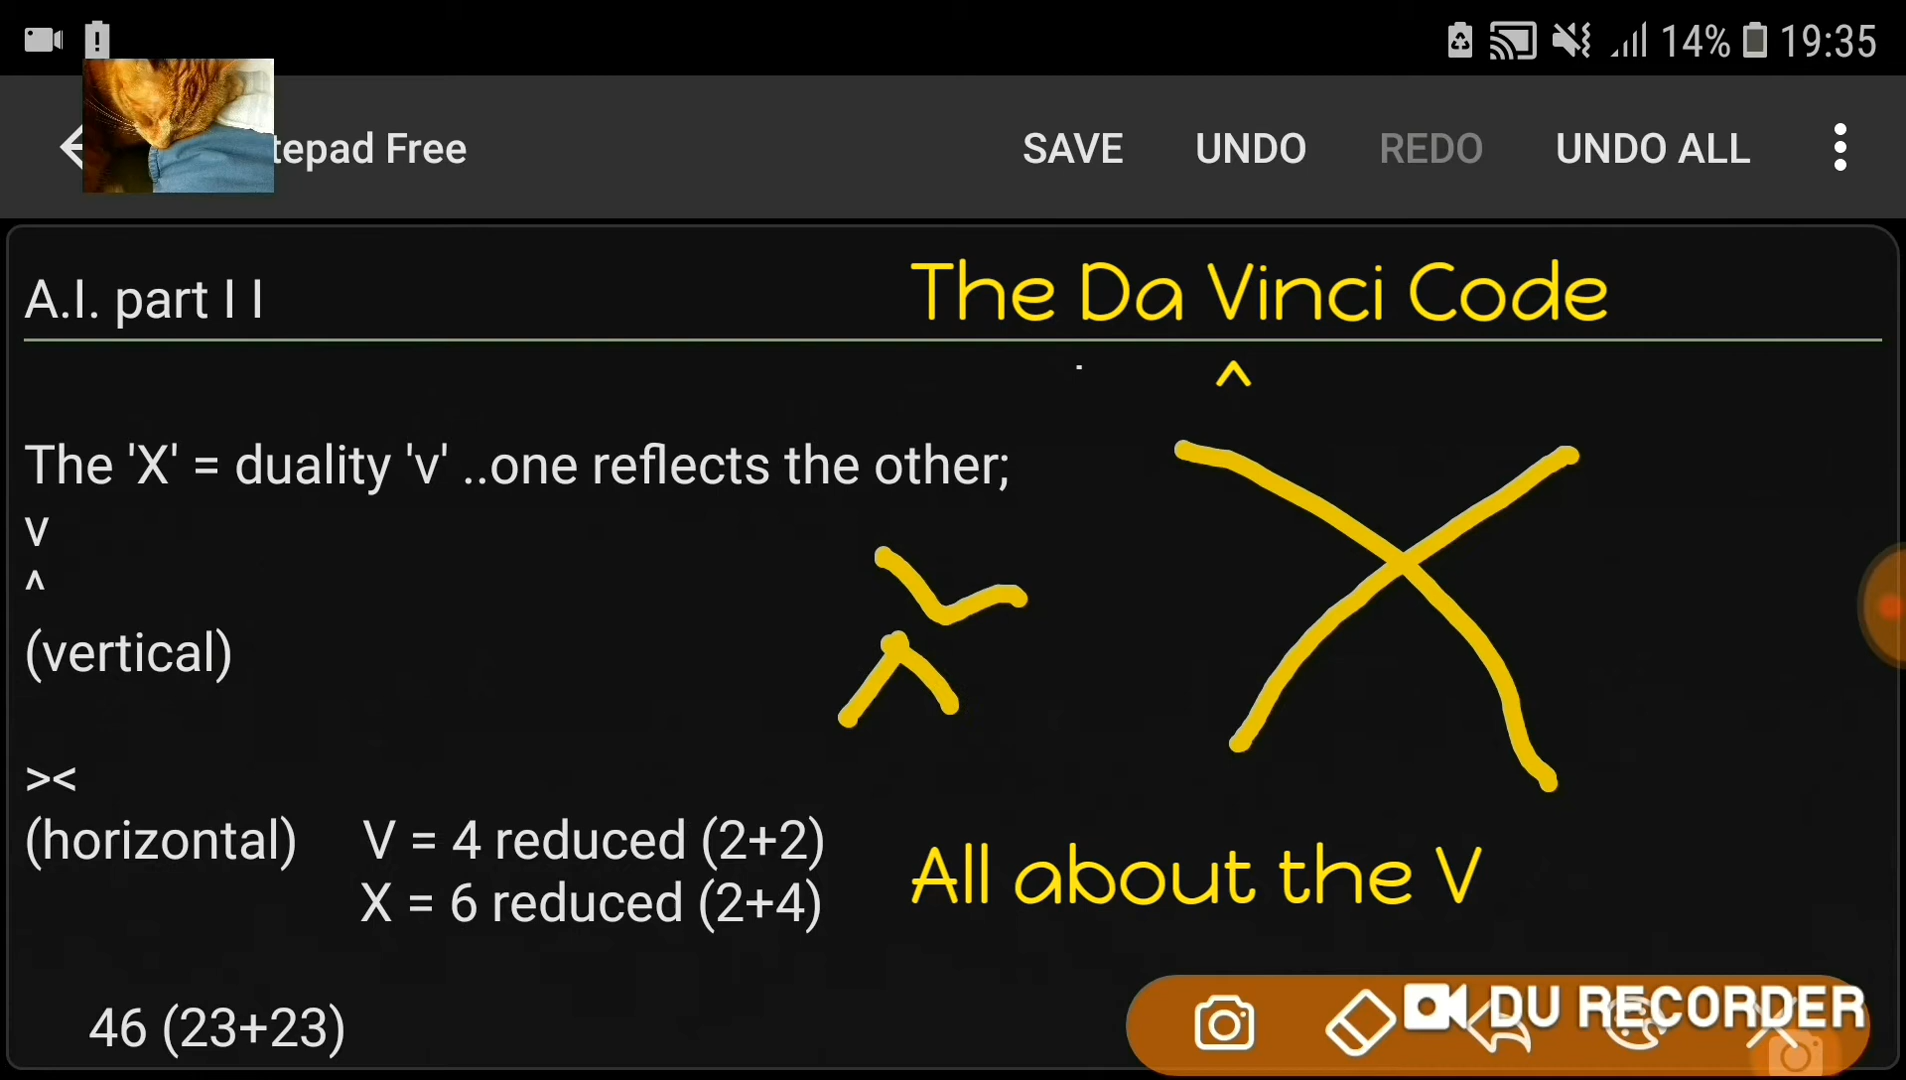 14% 19:35
tepad Free SAVE UNDO REDO UNDO ALL
A.I. part I I
The Da Vinci Code
^
The 'X' = duality 'v' ..one reflects the other;
v
^
(vertical)
><
(horizontal) V = 4 reduced (2+2)
X = 6 reduced (2+4)
All about the V
46 (23+23)
DU RECORDER